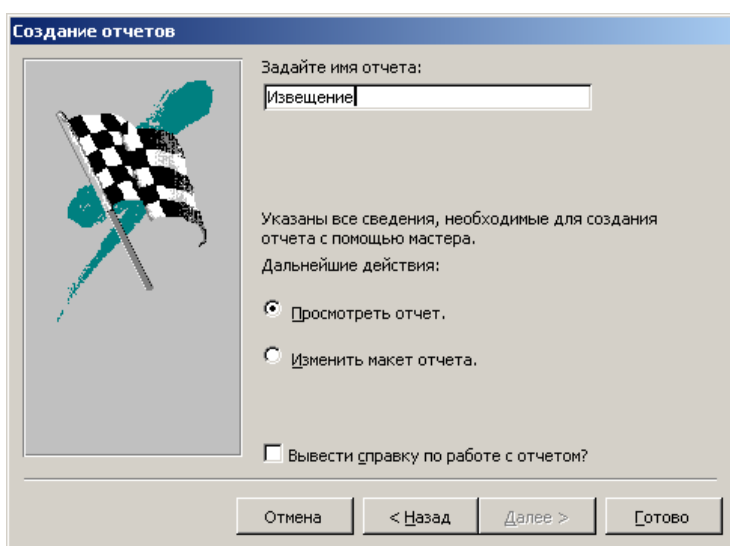 Создание отчетов
Задайте имя отчета:
Извещение
Указаны все сведения, необходимые для создания
отчета с помощью мастера.
Дальнейшие действия:
Просмотреть отчет.
Изменить макет отчета.
Вывести справку по работе с отчетом?
Отмена
< Назад
Далее >
Готово